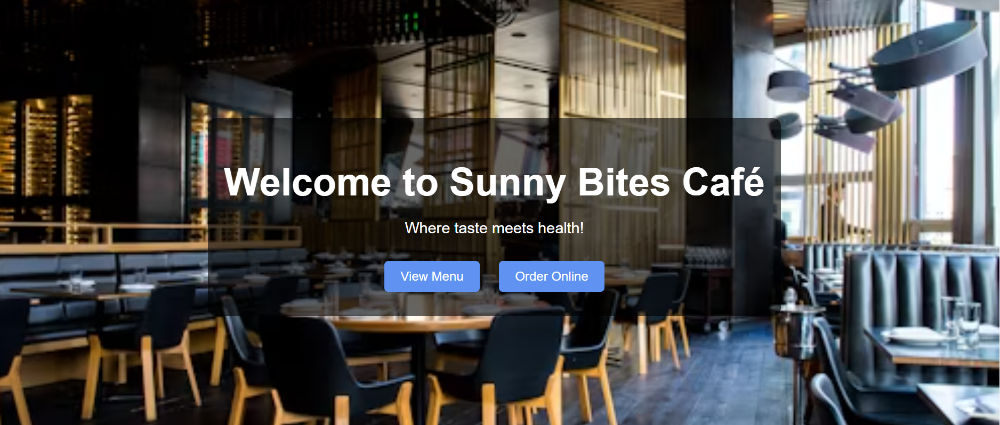 Welcome to Sunny Bites Café
Where taste meets health!
View Menu
Order Online